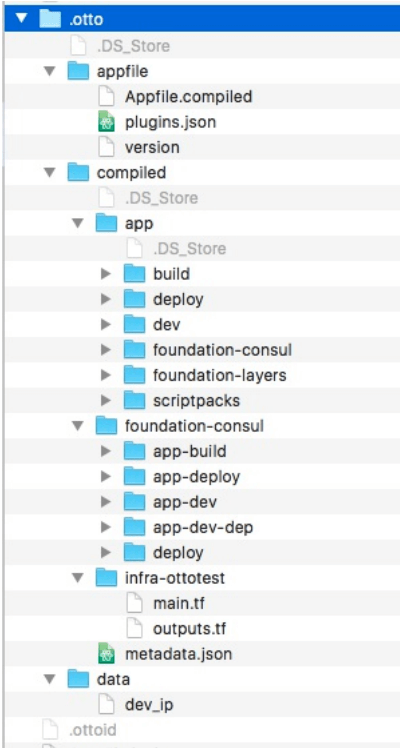 .otto
.DS_Store
appfile
Appfile.compiled
plugins.json
version
compiled
.DS_Store
app
.DS_Store
build
deploy
dev
foundation-consul
foundation-layers
scriptpacks
foundation-consul
app-build
app-deploy
app-dev
app-dev-dep
deploy
infra-ottotest
main.tf
outputs.tf
metadata.json
data
dev_ip
.ottoid